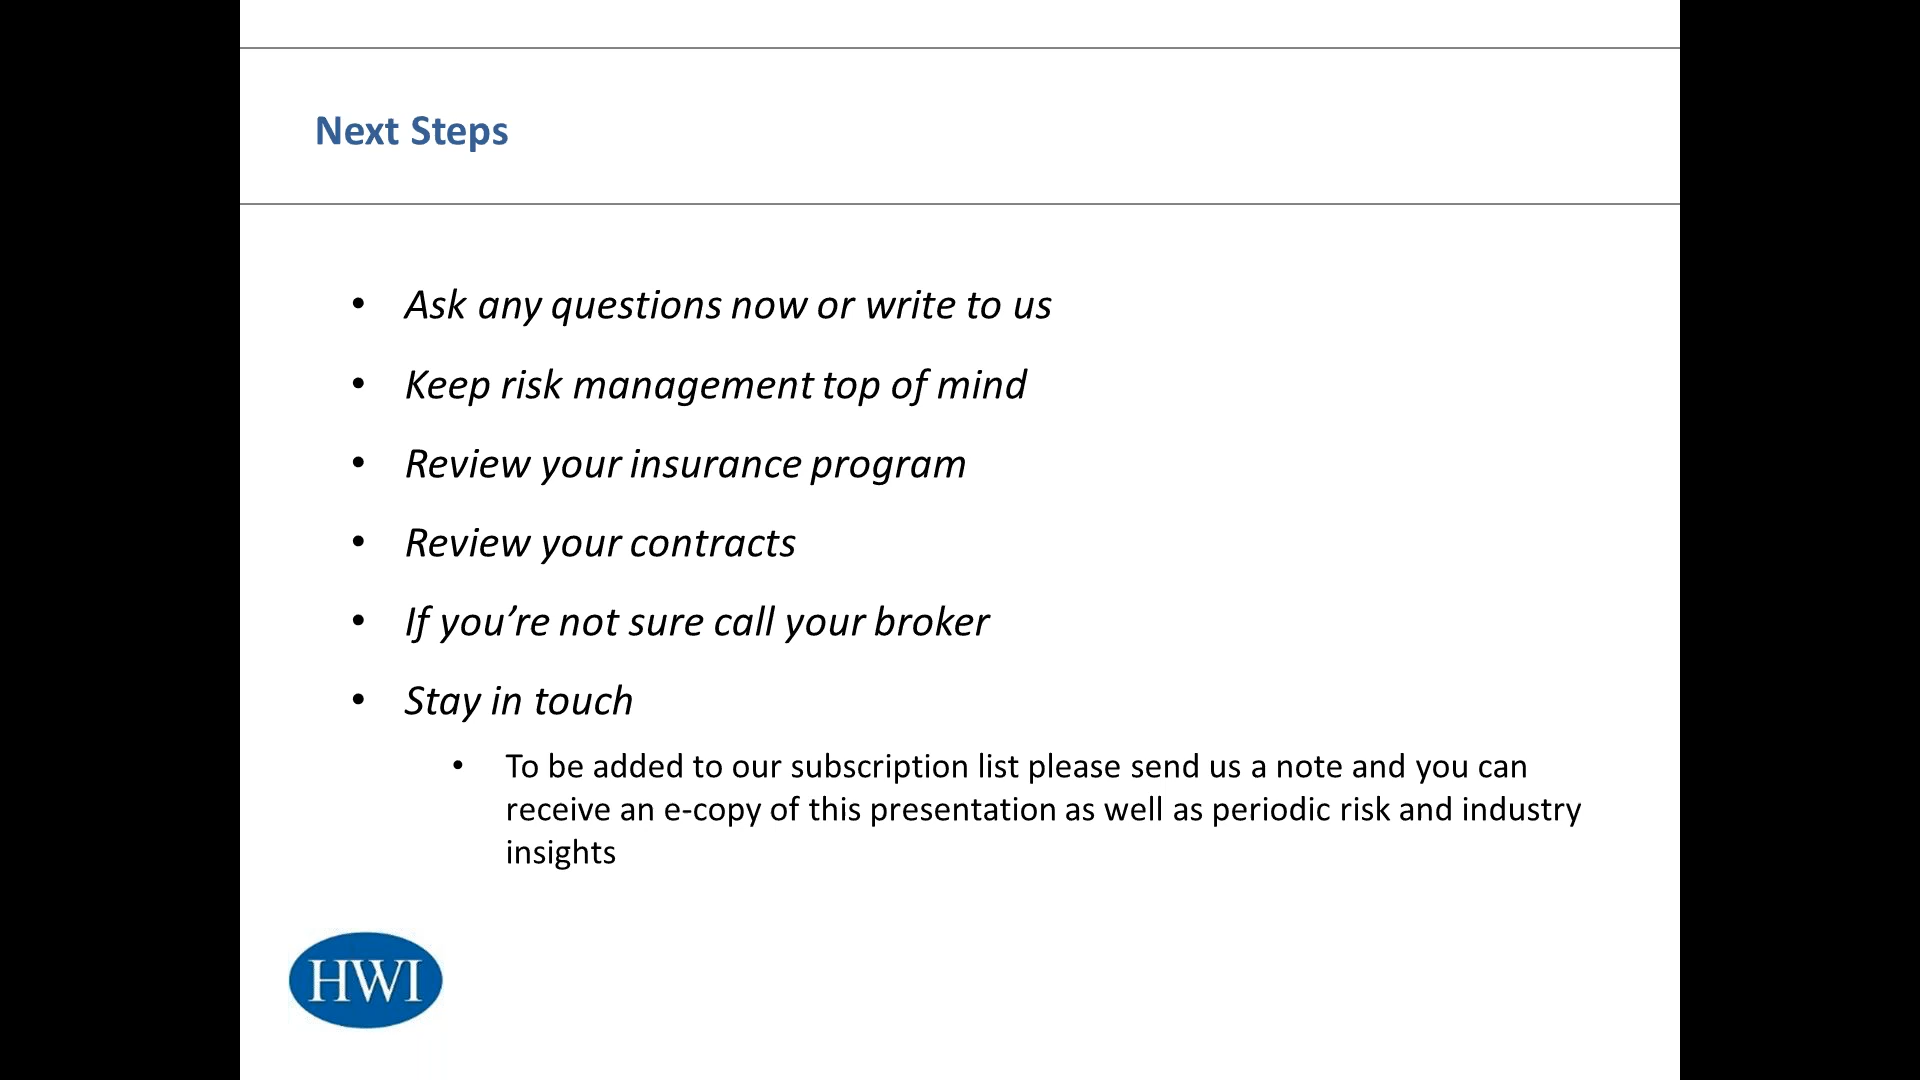 Next Steps
• Ask any questions now or write to us
• Keep risk management top of mind
• Review your insurance program
• Review your contracts
• If you’re not sure call your broker
• Stay in touch
• To be added to our subscription list please send us a note and you can
receive an e-copy of this presentation as well as periodic risk and industry
insights
HWI